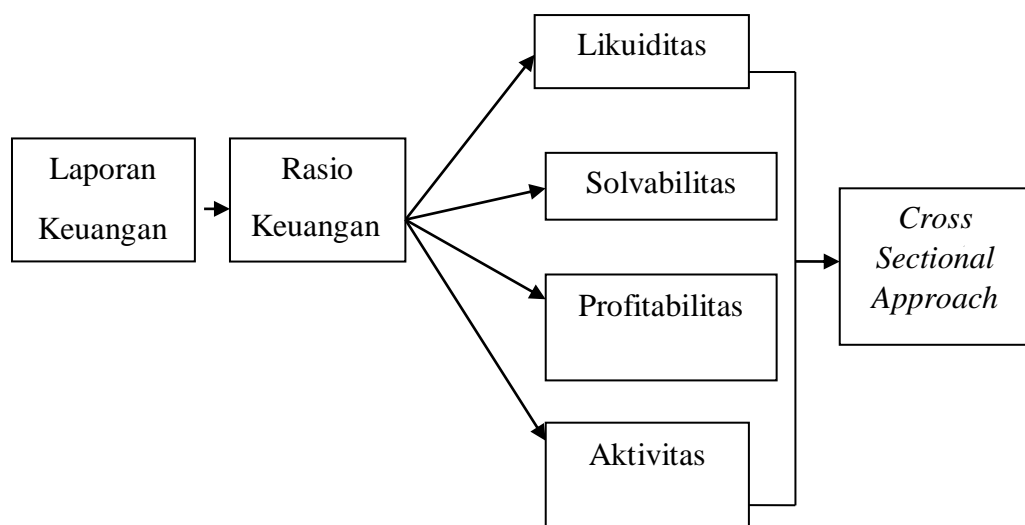 Laporan
Keuangan
Rasio
Keuangan
Likuiditas
Solvabilitas
Profitabilitas
Aktivitas
Cross
Sectional
Approach